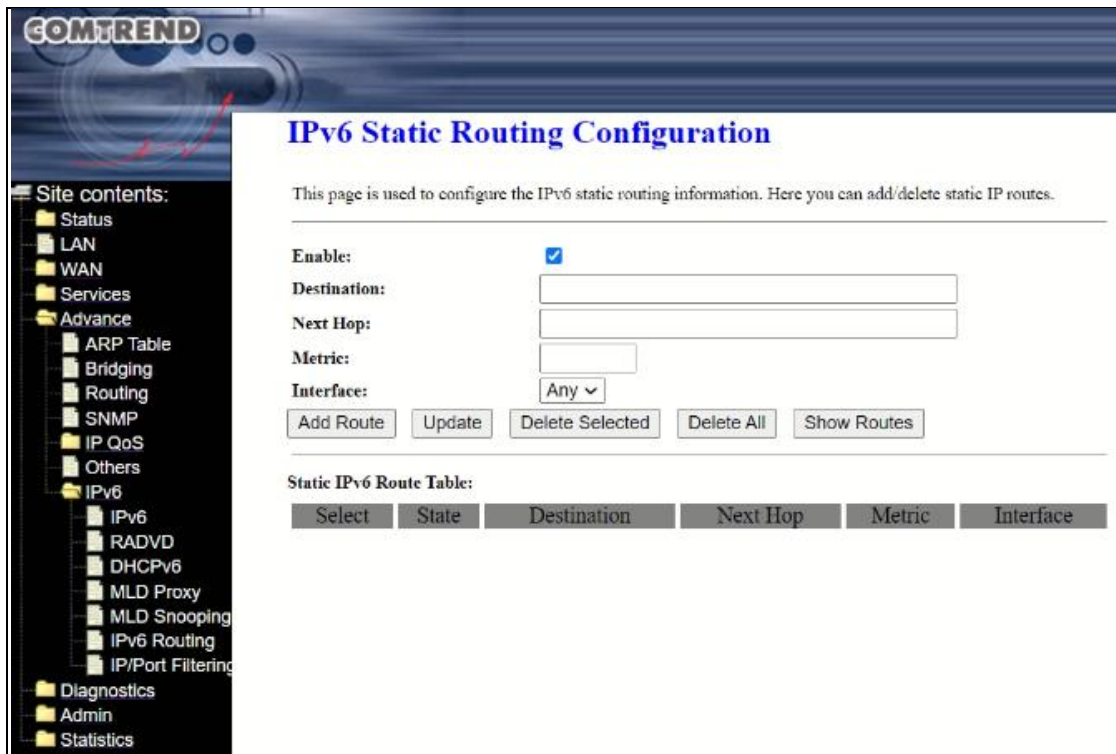 COMTREND
IPv6 Static Routing Configuration
This page is used to configure the IPv6 static routing information. Here you can add/delete static IP routes.
Site contents:
Status
LAN
WAN
Services
Advance
ARP Table
Bridging
Routing
SNMP
IP QoS
Others
IPv6
IPv6
RADVD
DHCPv6
MLD Proxy
MLD Snooping
IPv6 Routing
IP/Port Filtering
Diagnostics
Admin
Statistics
Enable:
Destination:
Next Hop:
Metric:
Interface: Any
Add Route Update Delete Selected Delete All Show Routes
Static IPv6 Route Table:
Select State Destination Next Hop Metric Interface